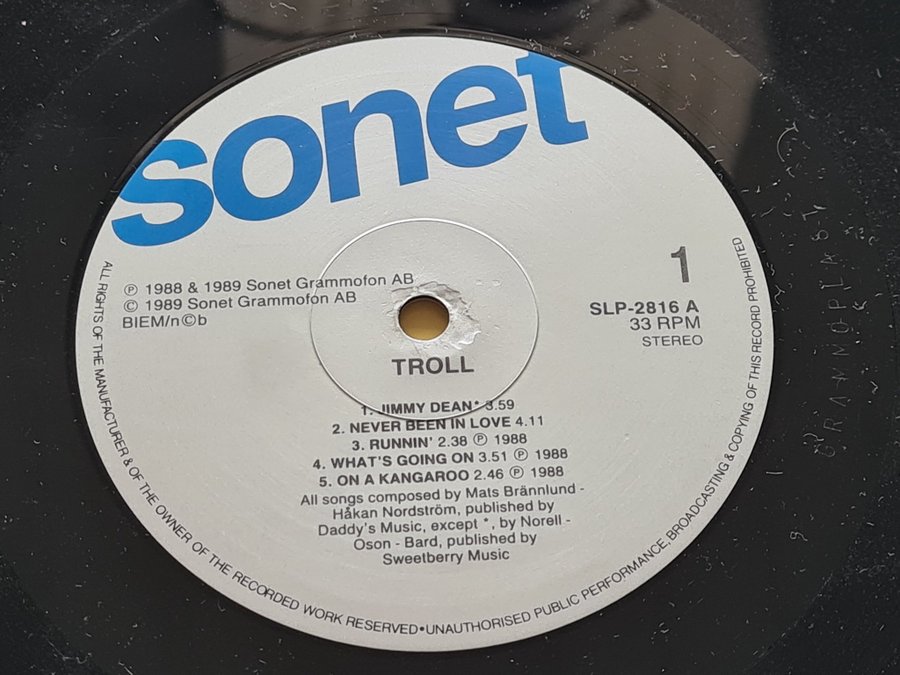 sonet
℗ 1988 & 1989 Sonet Grammofon AB
© 1989 Sonet Grammofon AB
BIEM/n©b
1
SLP-2816 A
33 RPM
STEREO
TROLL
1. JIMMY DEAN* 3.59
2. NEVER BEEN IN LOVE 4.11
3. RUNNIN' 2.38 ℗ 1988
4. WHAT'S GOING ON 3.51 ℗ 1988
5. ON A KANGAROO 2.46 ℗ 1988
All songs composed by Mats Brännlund -
Håkan Nordström, published by
Daddy's Music, except *, by Norell -
Oson - Bard, published by
Sweetberry Music
ALL RIGHTS OF THE MANUFACTURER & OF THE OWNER OF THE RECORDED WORK RESERVED•UNAUTHORISED PUBLIC PERFORMANCE, BROADCASTING & COPYING OF THIS RECORD PROHIBITED